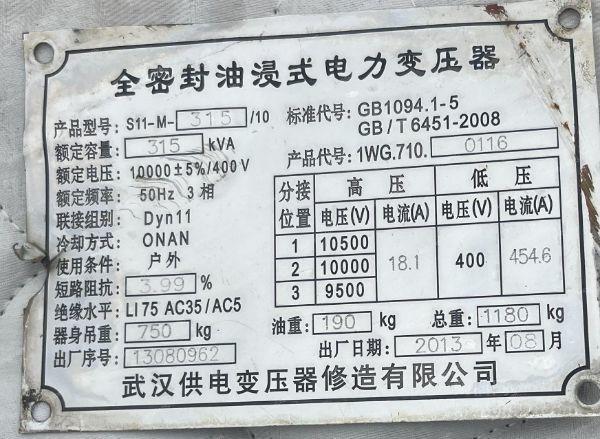 全密封油浸式电力变压器
产品型号: S11-M-315/10
标准代号: GB1094.1-5
GB/T6451-2008
额定容量: 315 kVA
产品代号: 1WG.710.0116
额定电压: 10000±5%/400V
额定频率: 50Hz 3相
联接组别: Dyn11
冷却方式: ONAN
使用条件: 户外
短路阻抗: 3.99 %
绝缘水平: LI75 AC35/AC5
器身吊重: 750 kg
出厂序号: 13080962
分接位置 高压 低压
电压(V) 电流(A) 电压(V) 电流(A)
1 10500
2 10000 18.1 400 454.6
3 9500
油重: 190 kg 总重: 1180 kg
出厂日期: 2013 年 08 月
武汉供电变压器修造有限公司